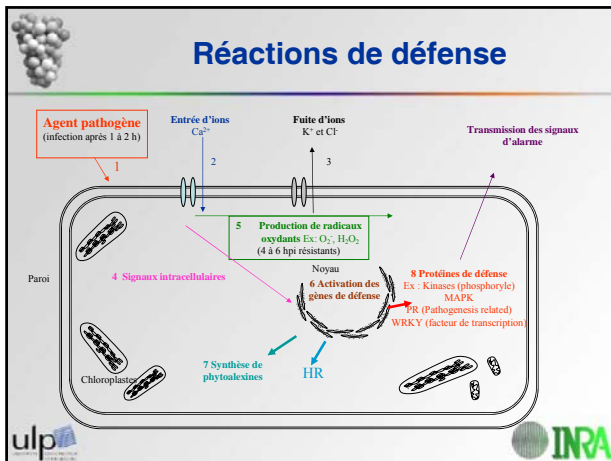 Réactions de défense
Agent pathogène
(infection après 1 à 2 h)
1
Entrée d'ions
Ca²⁺
2
Fuite d'ions
K⁺ et Cl⁻
3
Transmission des signaux
d'alarme
5 Production de radicaux
oxydants Ex: O₂⁻, H₂O₂
(4 à 6 hpi résistants)
Paroi
4 Signaux intracellulaires
Noyau
6 Activation des
gènes de défense
8 Protéines de défense
Ex : Kinases (phosphoryle)
MAPK
PR (Pathogenesis related)
WRKY (facteur de transcription)
7 Synthèse de
phytoalexines
HR
Chloroplastes
ulp
INRA